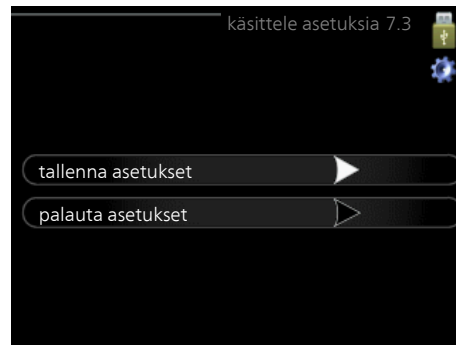 käsittele asetuksia 7.3
tallenna asetukset
palauta asetukset